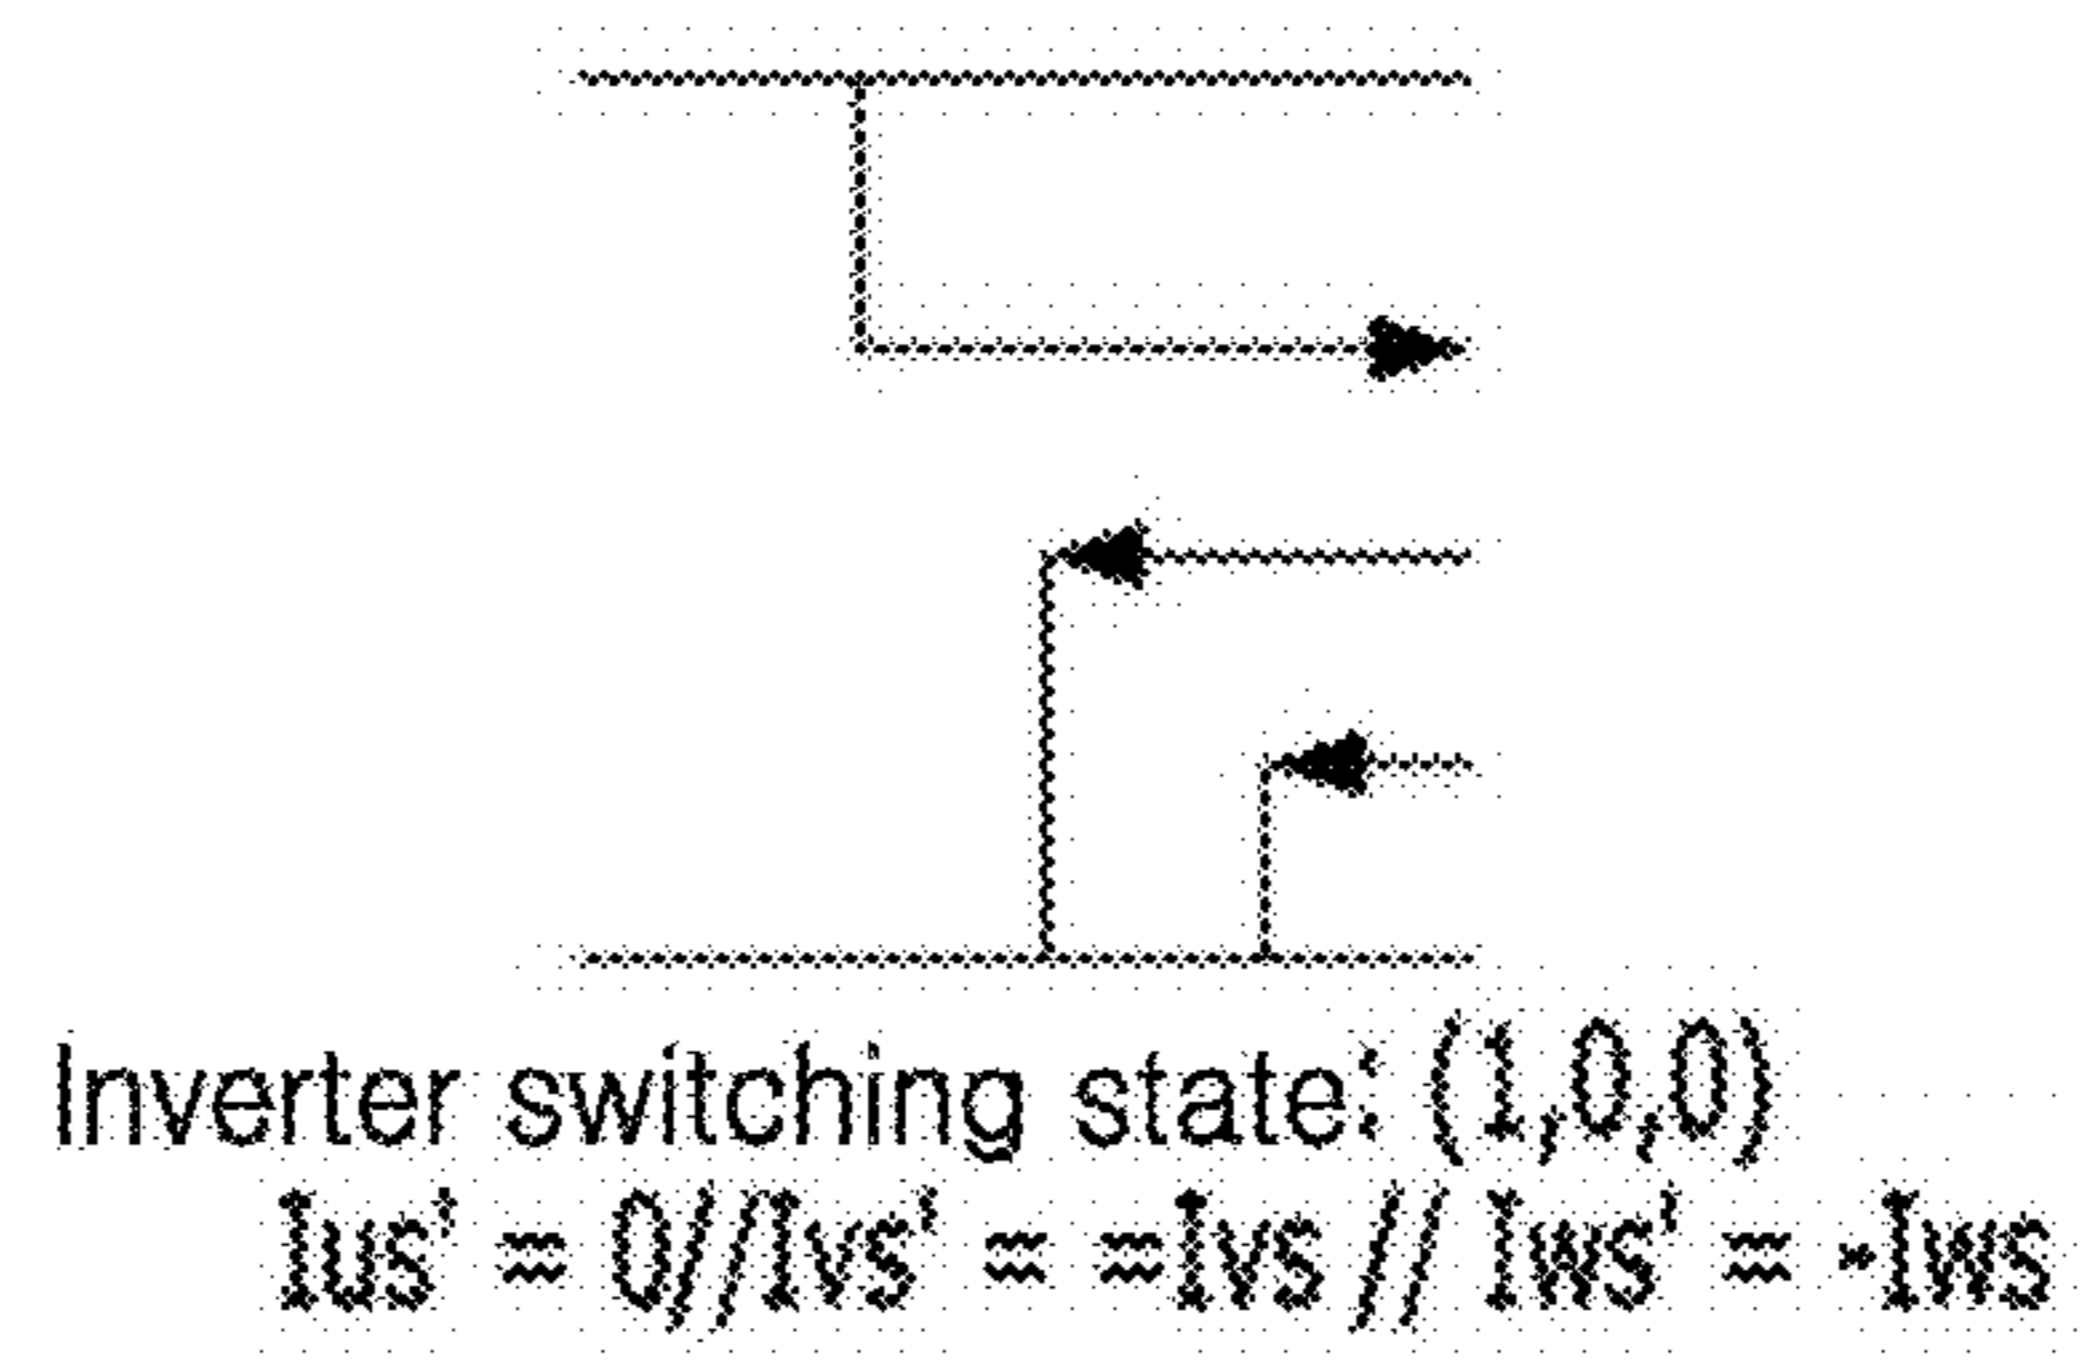 Inverter switching state: (1,0,0)
Ius' = 0//Ivs' = =Ivs // Iws' = -Iws